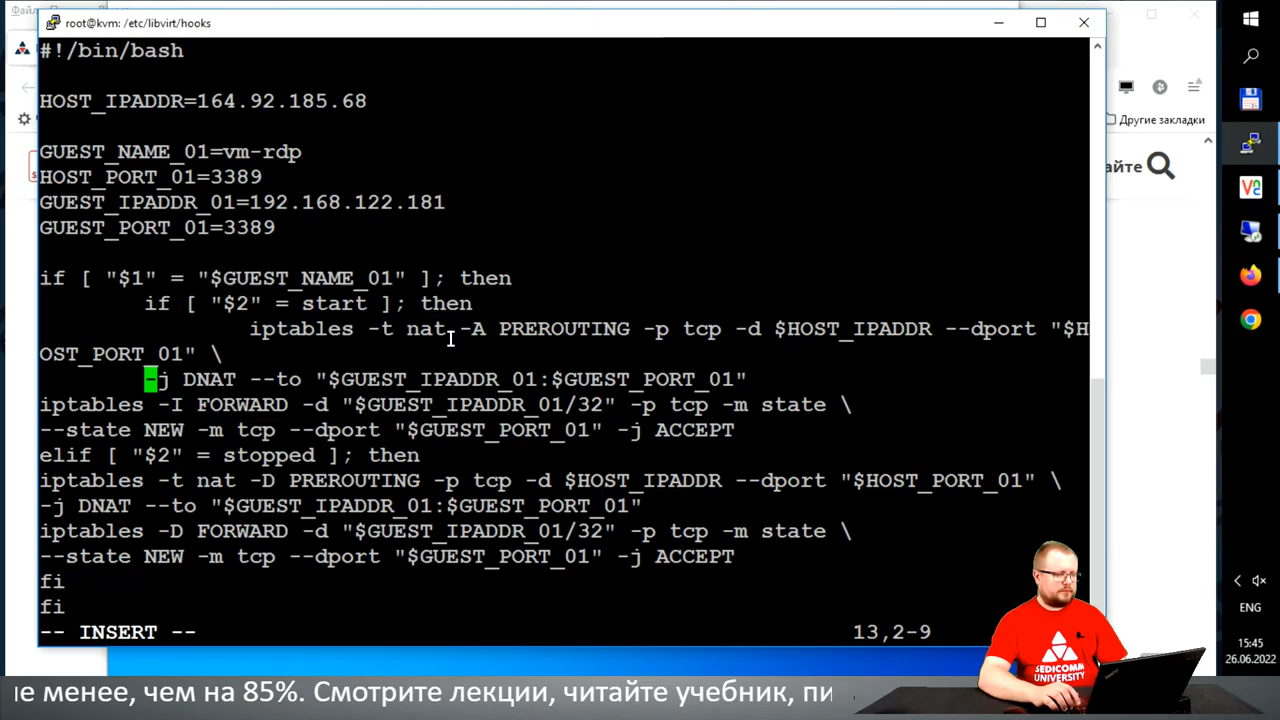 Файл
root@kvm: /etc/libvirt/hooks
#!/bin/bash
HOST_IPADDR=164.92.185.68
GUEST_NAME_01=vm-rdp
HOST_PORT_01=3389
GUEST_IPADDR_01=192.168.122.181
GUEST_PORT_01=3389
if [ "$1" = "$GUEST_NAME_01" ]; then
if [ "$2" = start ]; then
iptables -t nat -A PREROUTING -p tcp -d $HOST_IPADDR --dport "$H
OST_PORT_01" \
-j DNAT --to "$GUEST_IPADDR_01:$GUEST_PORT_01"
iptables -I FORWARD -d "$GUEST_IPADDR_01/32" -p tcp -m state \
--state NEW -m tcp --dport "$GUEST_PORT_01" -j ACCEPT
elif [ "$2" = stopped ]; then
iptables -t nat -D PREROUTING -p tcp -d $HOST_IPADDR --dport "$HOST_PORT_01" \
-j DNAT --to "$GUEST_IPADDR_01:$GUEST_PORT_01"
iptables -D FORWARD -d "$GUEST_IPADDR_01/32" -p tcp -m state \
--state NEW -m tcp --dport "$GUEST_PORT_01" -j ACCEPT
fi
fi
-- INSERT -- 13,2-9
Другие закладки
айте
ENG
15:45
26.06.2022
SEDICOMM
UNIVERSITY
не менее, чем на 85%. Смотрите лекции, читайте учебник, пи